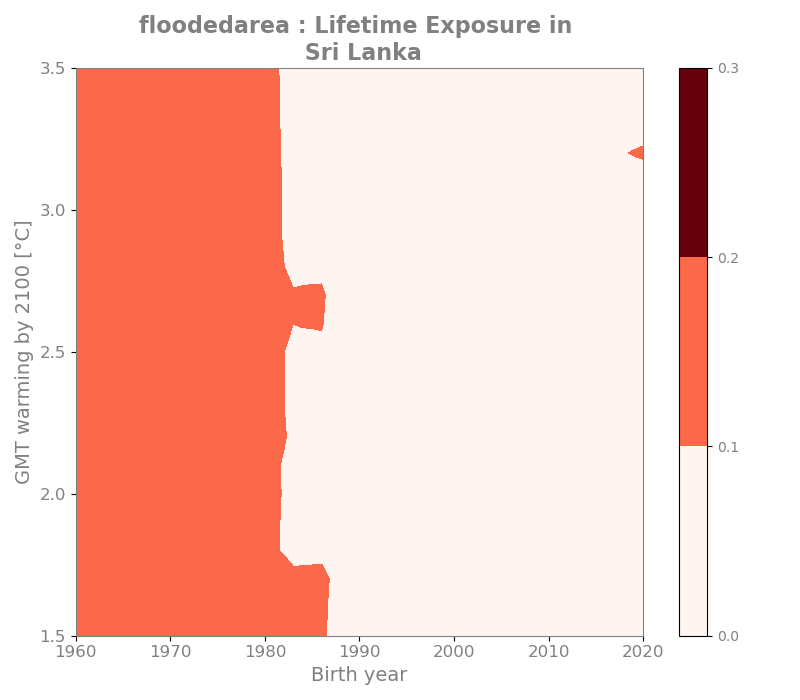 floodedarea : Lifetime Exposure in
Sri Lanka
3.5
3.0
2.5
2.0
1.5
GMT warming by 2100 [°C]
1960 1970 1980 1990 2000 2010 2020
Birth year
0.3
0.2
0.1
0.0